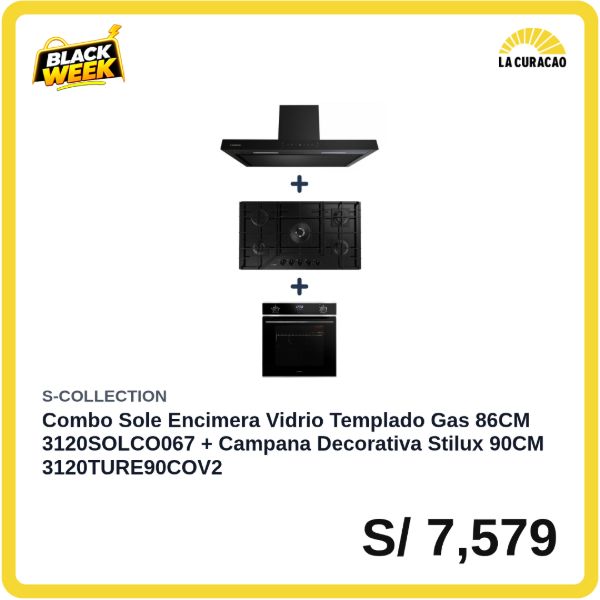 BLACK
WEEK
LA CURACAO
+
+
S-COLLECTION
Combo Sole Encimera Vidrio Templado Gas 86CM
3120SOLCO067 + Campana Decorativa Stilux 90CM
3120TURE90COV2
S/ 7,579